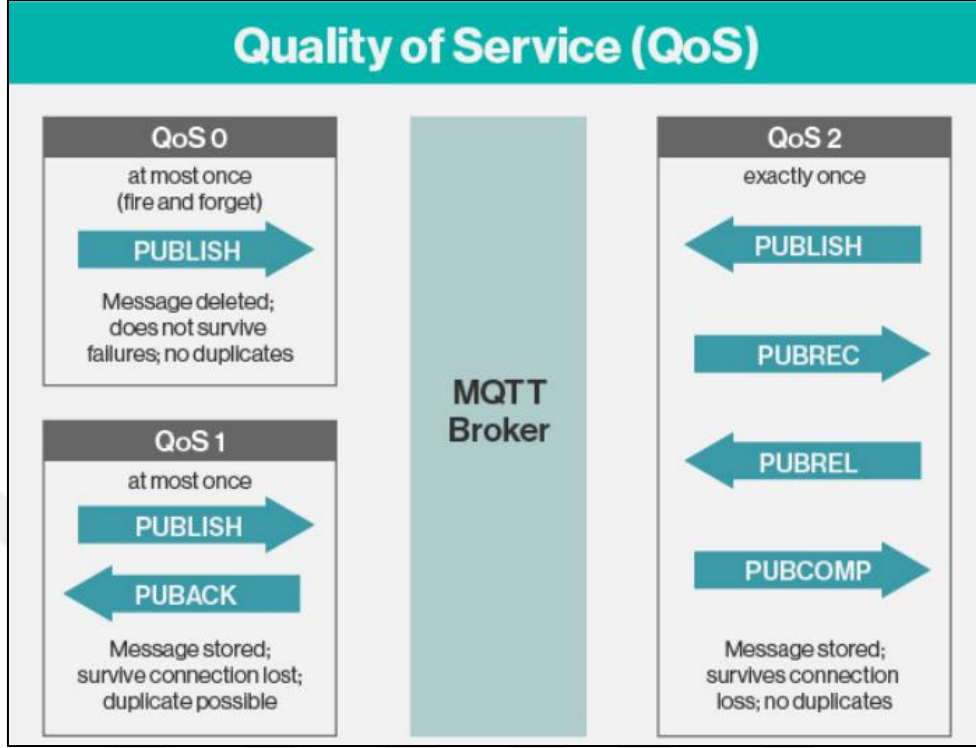 Quality of Service (QoS)
QoS 0
at most once
(fire and forget)
PUBLISH
Message deleted;
does not survive
failures; no duplicates
QoS 1
at most once
PUBLISH
PUBACK
Message stored;
survive connection lost;
duplicate possible
MQTT
Broker
QoS 2
exactly once
PUBLISH
PUBREC
PUBREL
PUBCOMP
Message stored;
survives connection
loss; no duplicates